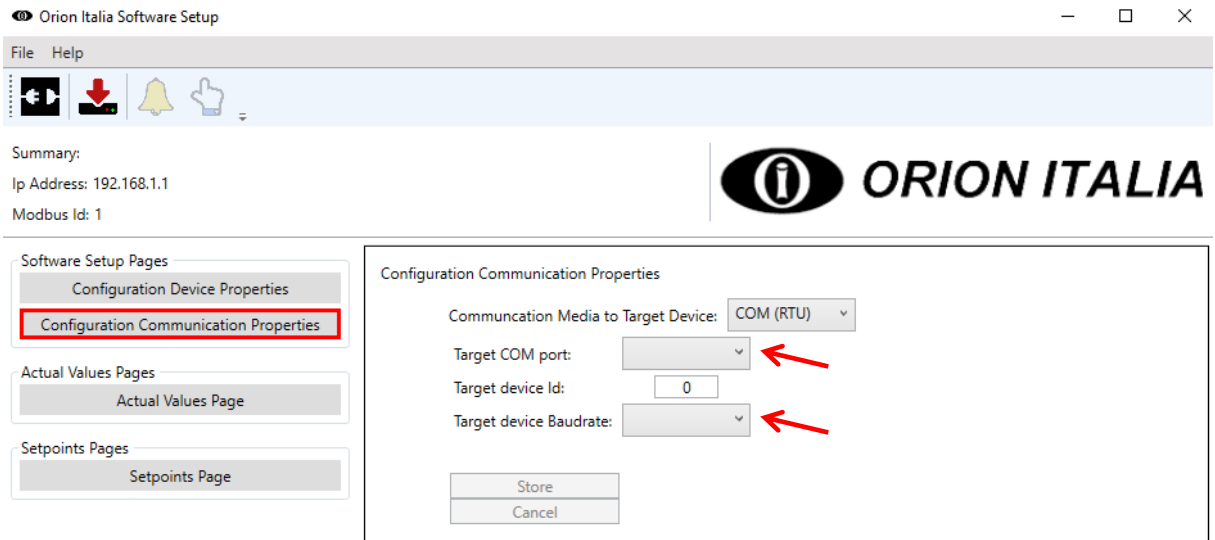 Orion Italia Software Setup
File Help
Summary:
Ip Address: 192.168.1.1
Modbus Id: 1
ORION ITALIA
Software Setup Pages
Configuration Device Properties
Configuration Communication Properties
Actual Values Pages
Actual Values Page
Setpoints Pages
Setpoints Page
Configuration Communication Properties
Communcation Media to Target Device: COM (RTU)
Target COM port:
Target device Id: 0
Target device Baudrate:
Store
Cancel